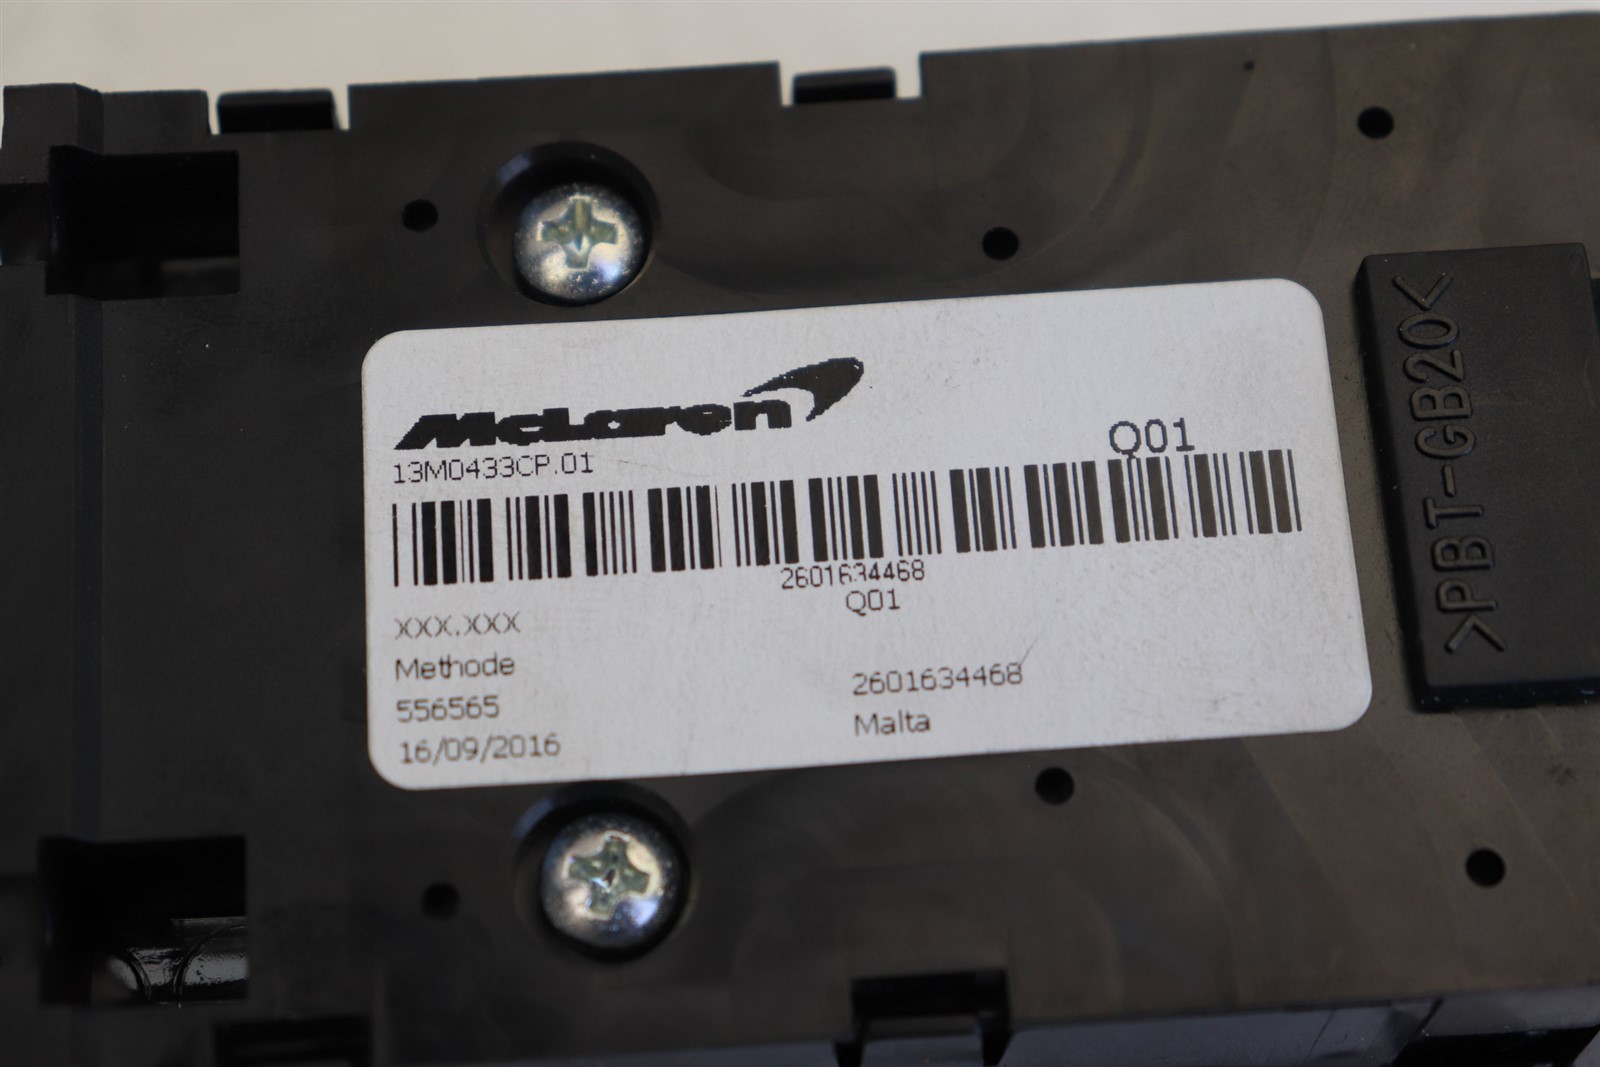 McLaren
13M0433CP.01
Q01
2601634468
Q01
XXX.XXX
Methode
556565
2601634468
16/09/2016
Malta
>PBT-GB20<